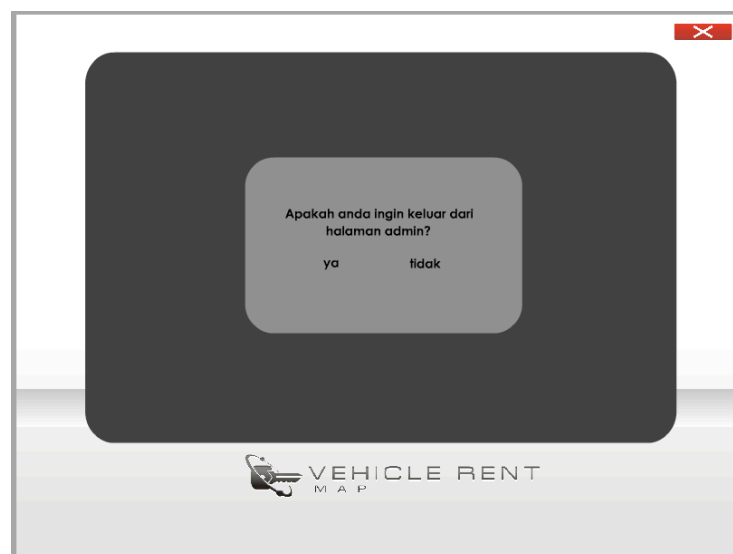 Apakah anda ingin keluar dari
halaman admin?
ya tidak
VEHICLE RENT
MAP